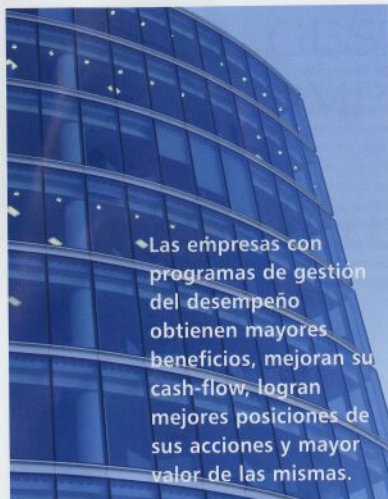 Las empresas con
programas de gestión
del desempeño
obtienen mayores
beneficios, mejoran su
cash-flow, logran
mejores posiciones de
sus acciones y mayor
valor de las mismas.